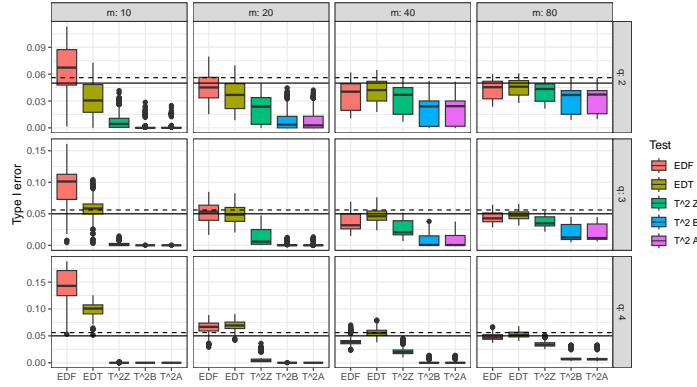 m: 10 m: 20 m: 40 m: 80
0.09
0.06
0.03
0.00
q: 2
0.15
0.10
0.05
0.00
q: 3
0.15
0.10
0.05
0.00
q: 4
Type I error
EDF EDT T^2Z T^2B T^2A EDF EDT T^2Z T^2B T^2A EDF EDT T^2Z T^2B T^2A EDF EDT T^2Z T^2B T^2A
Test
EDF
EDT
T^2 Z
T^2
T^2 A